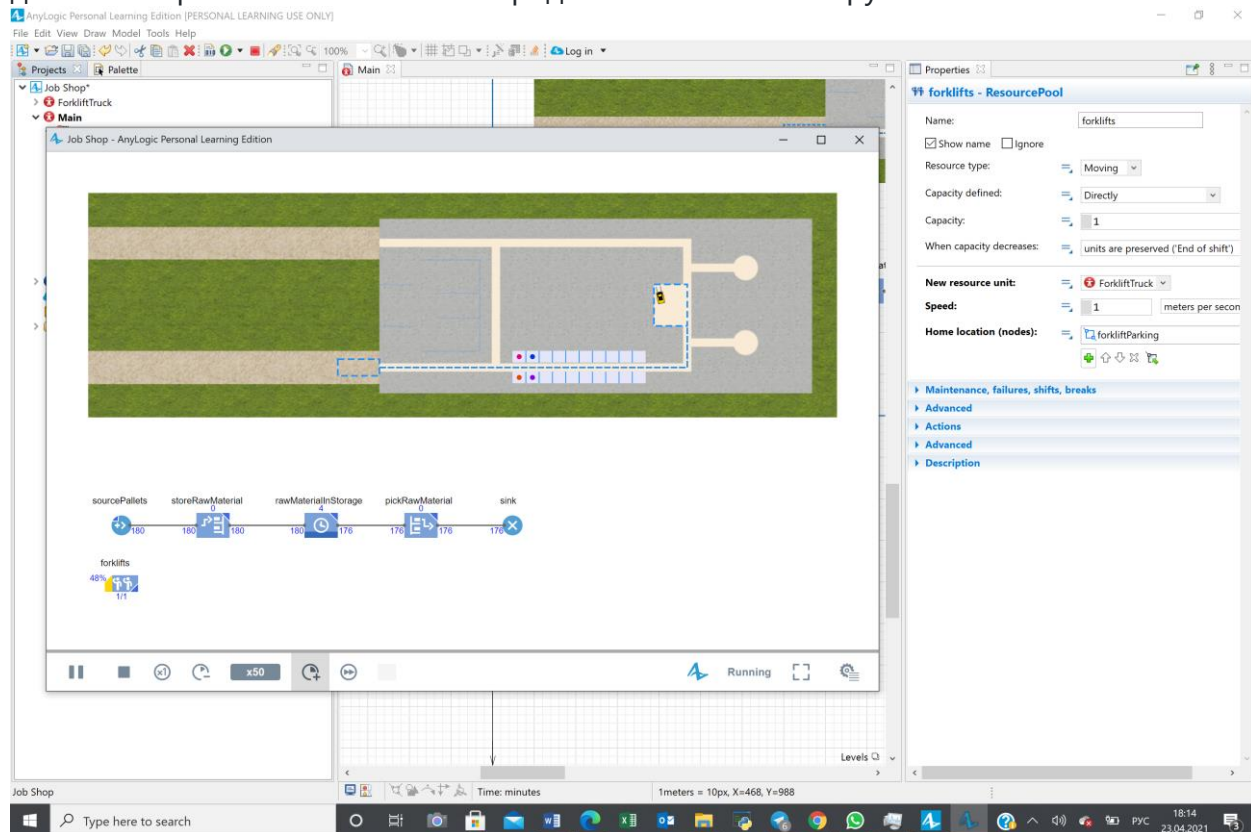 AnyLogic Personal Learning Edition [PERSONAL LEARNING USE ONLY]
File Edit View Draw Model Tools Help
100%
Log in
Projects
Palette
Main
Properties
Job Shop*
ForkliftTruck
Main
Job Shop - AnyLogic Personal Learning Edition
sourcePallets storeRawMaterial rawMaterialInStorage pickRawMaterial sink
0 4 0
180 180 180 180 176 176 176 176
forklifts
48%
1/1
x1
x50
Running
forklifts - ResourcePool
Name: forklifts
Show name Ignore
Resource type: Moving
Capacity defined: Directly
Capacity: 1
When capacity decreases: units are preserved ('End of shift')
New resource unit: ForkliftTruck
Speed: 1 meters per secon
Home location (nodes): forkliftParking
Maintenance, failures, shifts, breaks
Advanced
Actions
Advanced
Description
Levels
Job Shop
Time: minutes
1meters = 10px, X=468, Y=988
Type here to search
РУС
18:14
23.04.2021